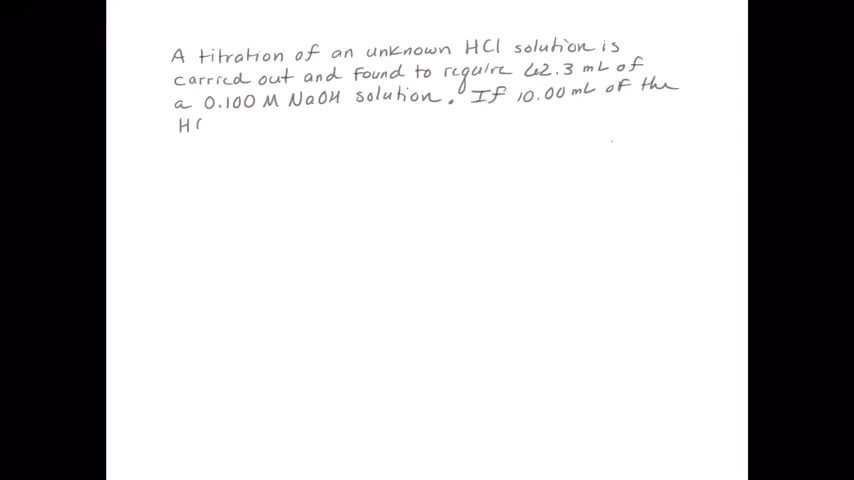 A titration of an unknown HCl solution is
carried out and found to require 42.3 mL of
a 0.100 M NaOH solution. If 10.00 mL of the
H